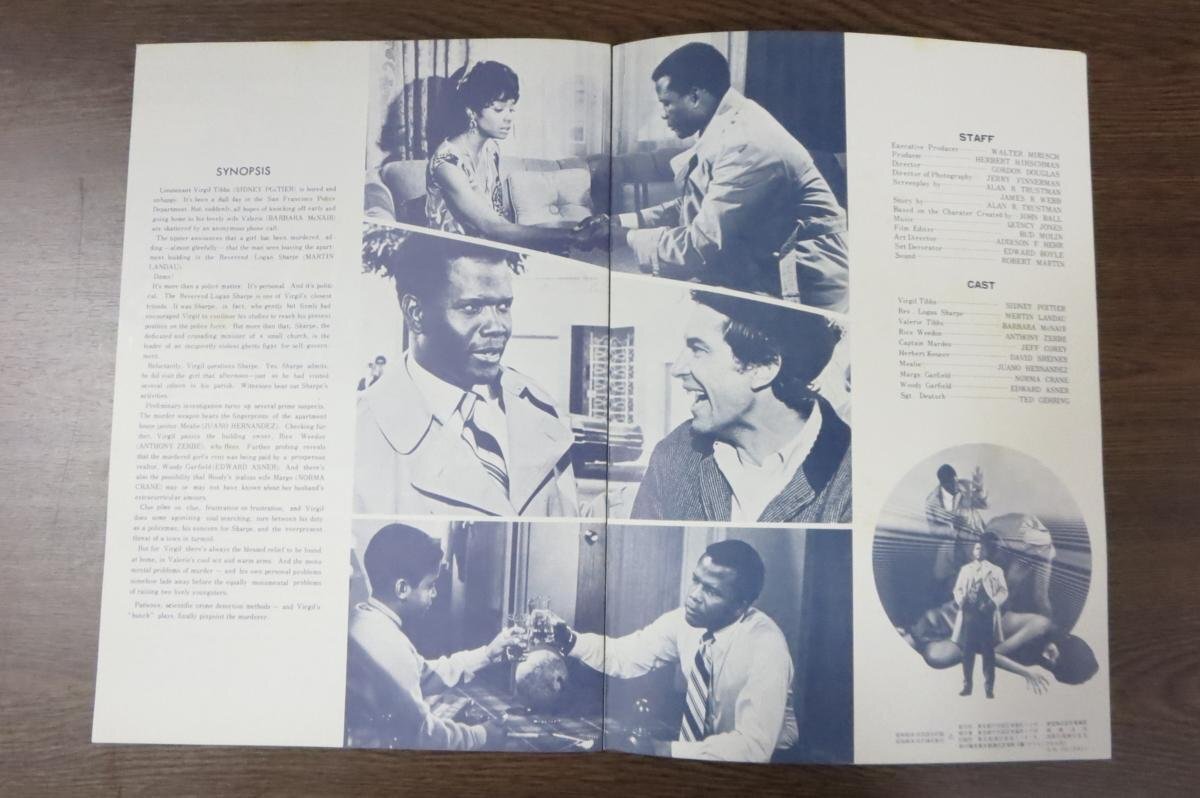 SYNOPSIS
Lieutenant Virgil Tibbs (SIDNEY POITIER) is bored and
unhappy. It's been a dull day in the San Francisco Police
Department. But, suddenly, all hopes of knocking off early and
going home to his lovely wife Valerie (BARBARA McNAIR)
are shattered by an anonymous phone call.
The tipster announces that a girl has been murdered, ad-
ding—almost gleefully—that the man seen leaving the apart-
ment building is the Reverend Logan Sharpe (MARTIN
LANDAU).
Damn!
It's more than a police matter. It's personal. And it's politi-
cal. The Reverend Logan Sharpe is one of Virgil's closest
friends. It was Sharpe, in fact, who gently but firmly had
encouraged Virgil to continue his studies to reach his present
position on the police force. But more than that, Sharpe, the
dedicated and crusading minister of a small church, is the
leader of an incipiently violent ghetto fight for self-govern-
ment.
Reluctantly, Virgil questions Sharpe. Yes, Sharpe admits,
he did visit the girl that afternoon—just as he had visited
several others in his parish. Witnesses bear out Sharpe's
activities.
Preliminary investigation turns up several prime suspects.
The murder weapon bears the fingerprints of the apartment
house janitor Mealie (JUANO HERNANDEZ). Checking fur-
ther, Virgil panics the building owner, Rice Weedon
(ANTHONY ZERBE), who flees. Further probing reveals
that the murdered girl's rent was being paid by a prosperous
realtor, Woody Garfield (EDWARD ASNER). And there's
also the possibility that Woody's jealous wife Marge (NORMA
CRANE) may or may not have known about her husband's
extracurricular amours.
Clue piles on clue, frustration on frustration, and Virgil
does some agonizing soul searching, torn between his duty
as a policeman, his concern for Sharpe, and the everpresent
threat of a town in turmoil.
But for Virgil there's always the blessed relief to be found
at home, in Valerie's cool wit and warm arms. And the monu-
mental problems of murder — and his own personal problems
somehow fade away before the equally monumental problems
of raising two lively youngsters.
Patience, scientific crime detection methods — and Virgil's
"hunch" plays, finally pinpoint the murderer.
STAFF
Executive Producer WALTER MIRISCH
Producer HERBERT HIRSCHMAN
Director GORDON DOUGLAS
Director of Photography JERRY FINNERMAN
Screenplay by ALAN R TRUSTMAN
JAMES R WEBB
Story by ALAN R TRUSTMAN
Based on the Charater Created by JOHN BALL
Music QUINCY JONES
Film Editor BUD MOLIN
Art Director ADDISON F HEHR
Set Decorator EDWARD BOYLE
Sound ROBERT MARTIN
CAST
Virgil Tibbs SIDNEY POITIER
Rev. Logan Sharpe MERTIN LANDAU
Valerie Tibbs BARBARA McNAIR
Rice Weedon ANTHONY ZERBE
Captain Marden JEFF COREY
Herbert Kenner DAVID SHEINER
Mealie JUANO HERNANDEZ
Marge Garfield NORMA CRANE
Woody Garfield EDWARD ASNER
Sgt. Deutsch TED GEHRING